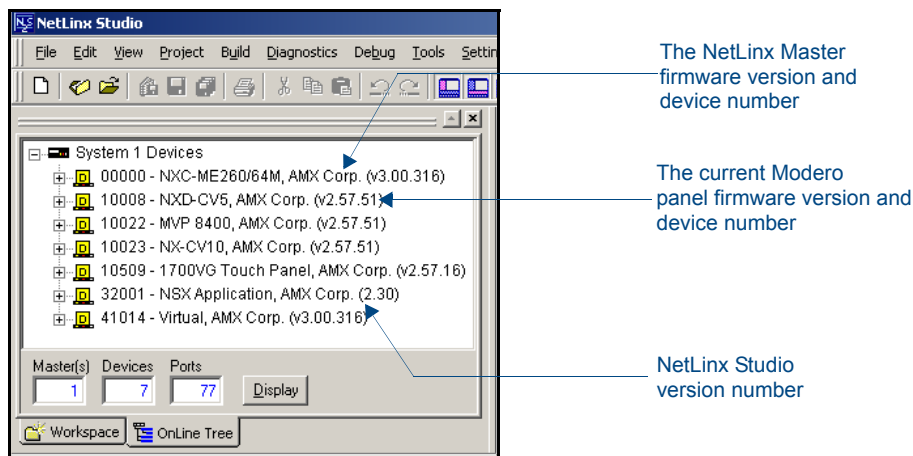 NetLinx Studio
File Edit View Project Build Diagnostics Debug Tools Settin
System 1 Devices
00000 - NXC-ME260/64M, AMX Corp. (v3.00.316)
10008 - NXD-CV5, AMX Corp. (v2.57.51)
10022 - MVP 8400, AMX Corp. (v2.57.51)
10023 - NX-CV10, AMX Corp. (v2.57.51)
10509 - 1700VG Touch Panel, AMX Corp. (v2.57.16)
32001 - NSX Application, AMX Corp. (2.30)
41014 - Virtual, AMX Corp. (v3.00.316)
Master(s) Devices Ports
1 7 77 Display
Workspace OnLine Tree
The NetLinx Master
firmware version and
device number
The current Modero
panel firmware version and
device number
NetLinx Studio
version number